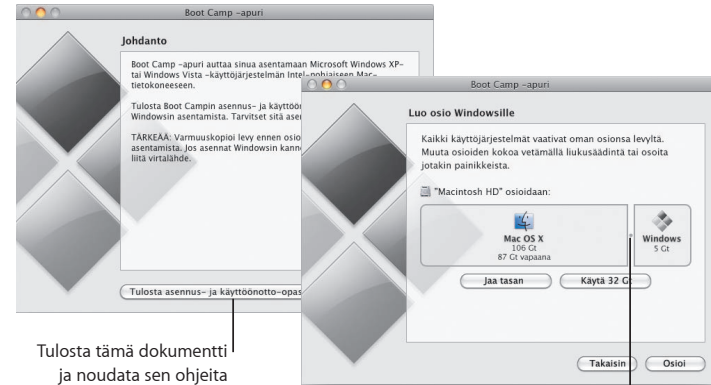 Boot Camp -apuri
Johdanto
Boot Camp -apuri auttaa sinua asentamaan Microsoft Windows XP-
tai Windows Vista -käyttöjärjestelmän Intel-pohjaiseen Mac-
tietokoneeseen.
Tulosta Boot Campin asennus- ja
Windowsin asentamista. Tarvitset sitä
TÄRKEÄÄ: Varmuuskopioi levy ennen
asentamista. Jos asennat Windowsin
liitä virtalähde.
Tulosta asennus- ja käyttöönotto-opas
Tulosta tämä dokumentti
ja noudata sen ohjeita
Boot Camp -apuri
Luo osio Windowsille
Kaikki käyttöjärjestelmät vaativat oman osionsa levyltä.
Muuta osioiden kokoa vetämällä liukusäädintä tai osoita
jotakin painikkeista.
"Macintosh HD" osioidaan:
Mac OS X
106 Gt
87 Gt vapaana
Windows
5 Gt
Jaa tasan
Käytä 32 Gt
Takaisin
Osioi